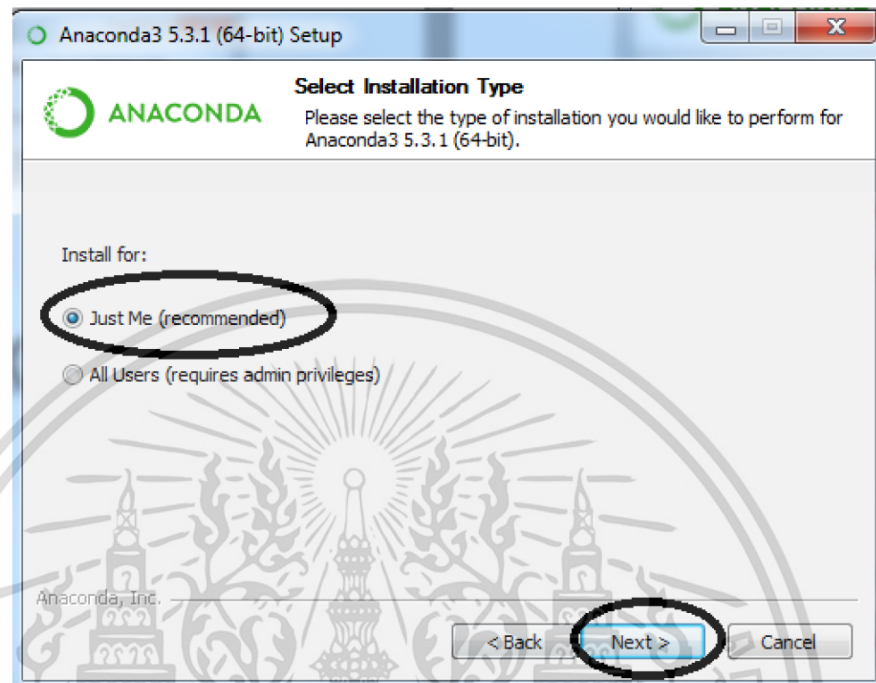 Anaconda3 5.3.1 (64-bit) Setup
ANACONDA
Select Installation Type
Please select the type of installation you would like to perform for
Anaconda3 5.3.1 (64-bit).
Install for:
Just Me (recommended)
All Users (requires admin privileges)
Anaconda, Inc.
< Back Next > Cancel